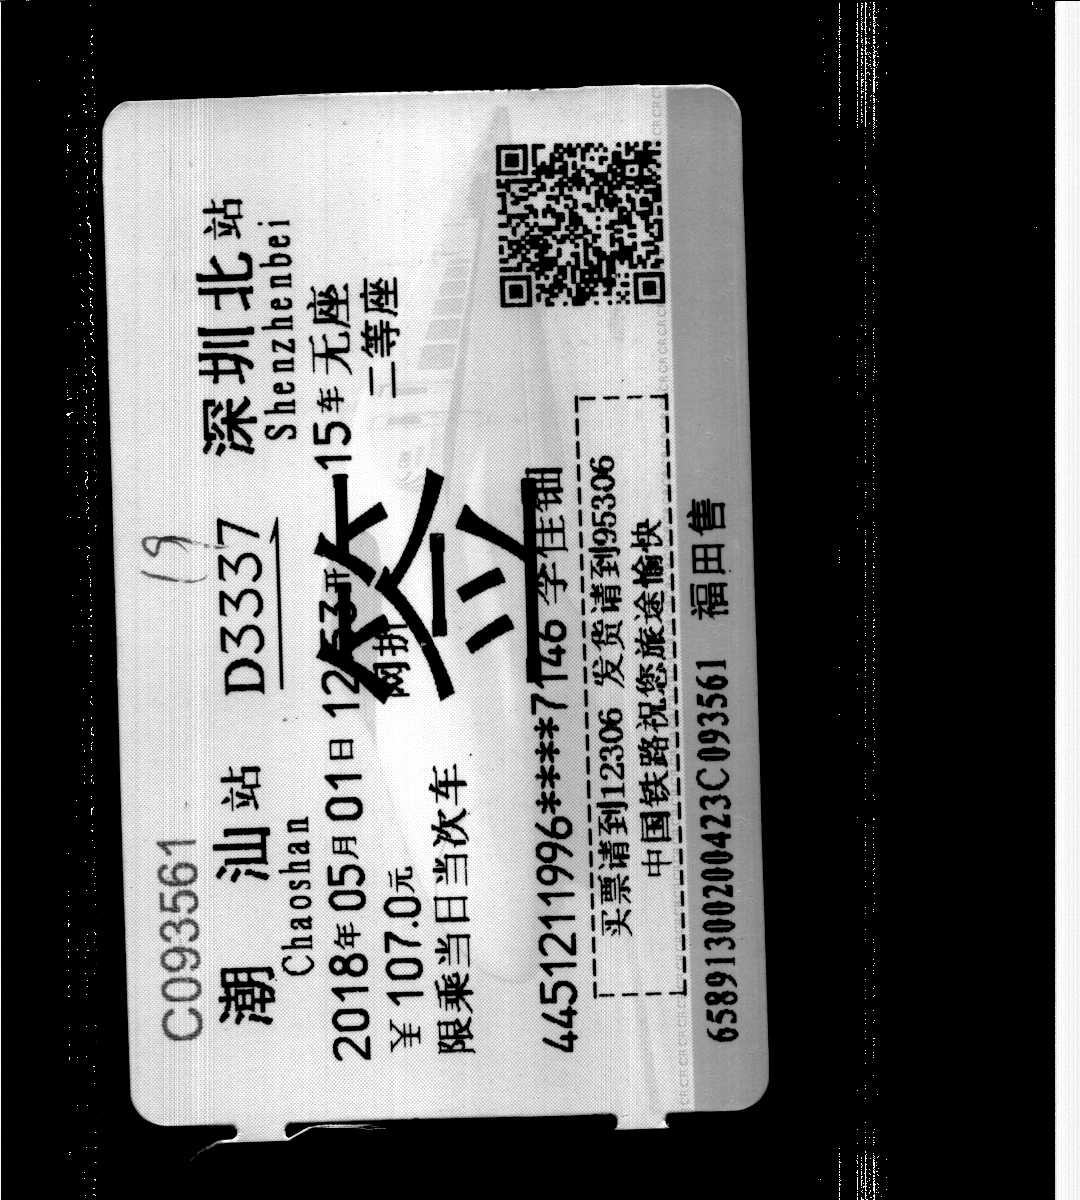 C093561
19
潮汕站 D3337 深圳北站
Chaoshan Shenzhenbei
2018年05月01日 12:53开 15车无座
¥107.0元 网折 二等座
限乘当日当次车
签
4451211996****7146 李佳
买票请到12306 发货请到95306
中国铁路祝您旅途愉快
65891300200423C093561 福田售